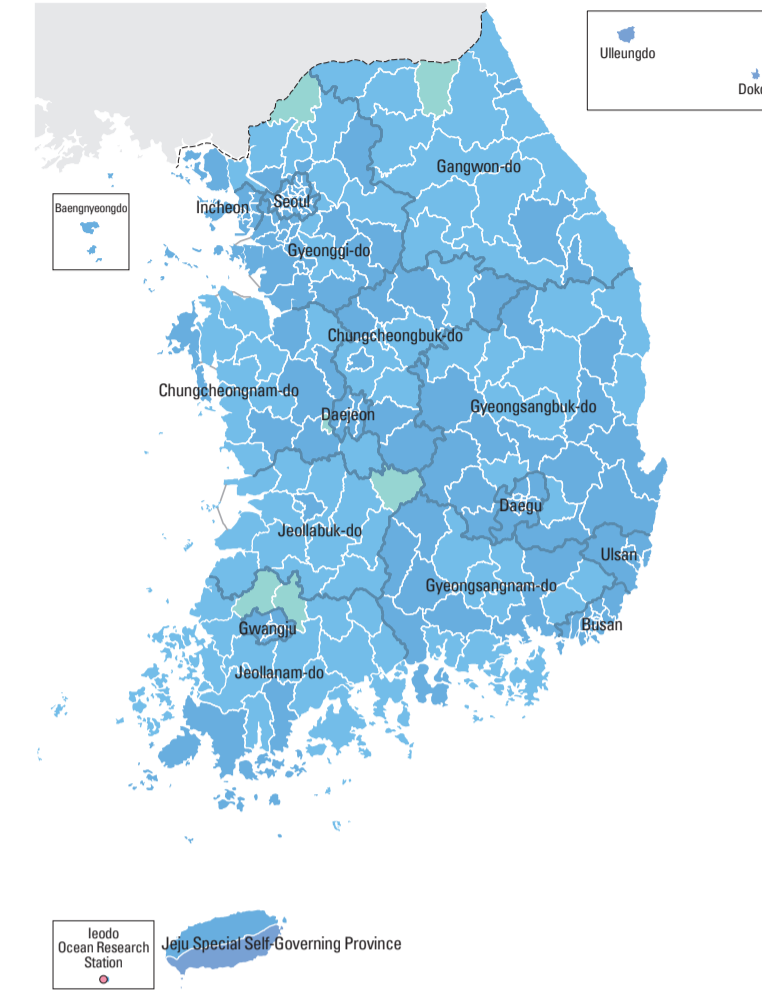 Ulleungdo
Gangwon-do
Baengnyeongdo
Incheon
Seoul
Gyeonggi-do
Chungcheongbuk-do
Chungcheongnam-do
Gyeongsangbuk-do
Daejeon
Daegu
Jeollabuk-do
Ulsan
Gyeongsangnam-do
Busan
Gwangju
Jeollanam-do
Ieodo
Ocean Research
Station
Jeju Special Self-Governing Province